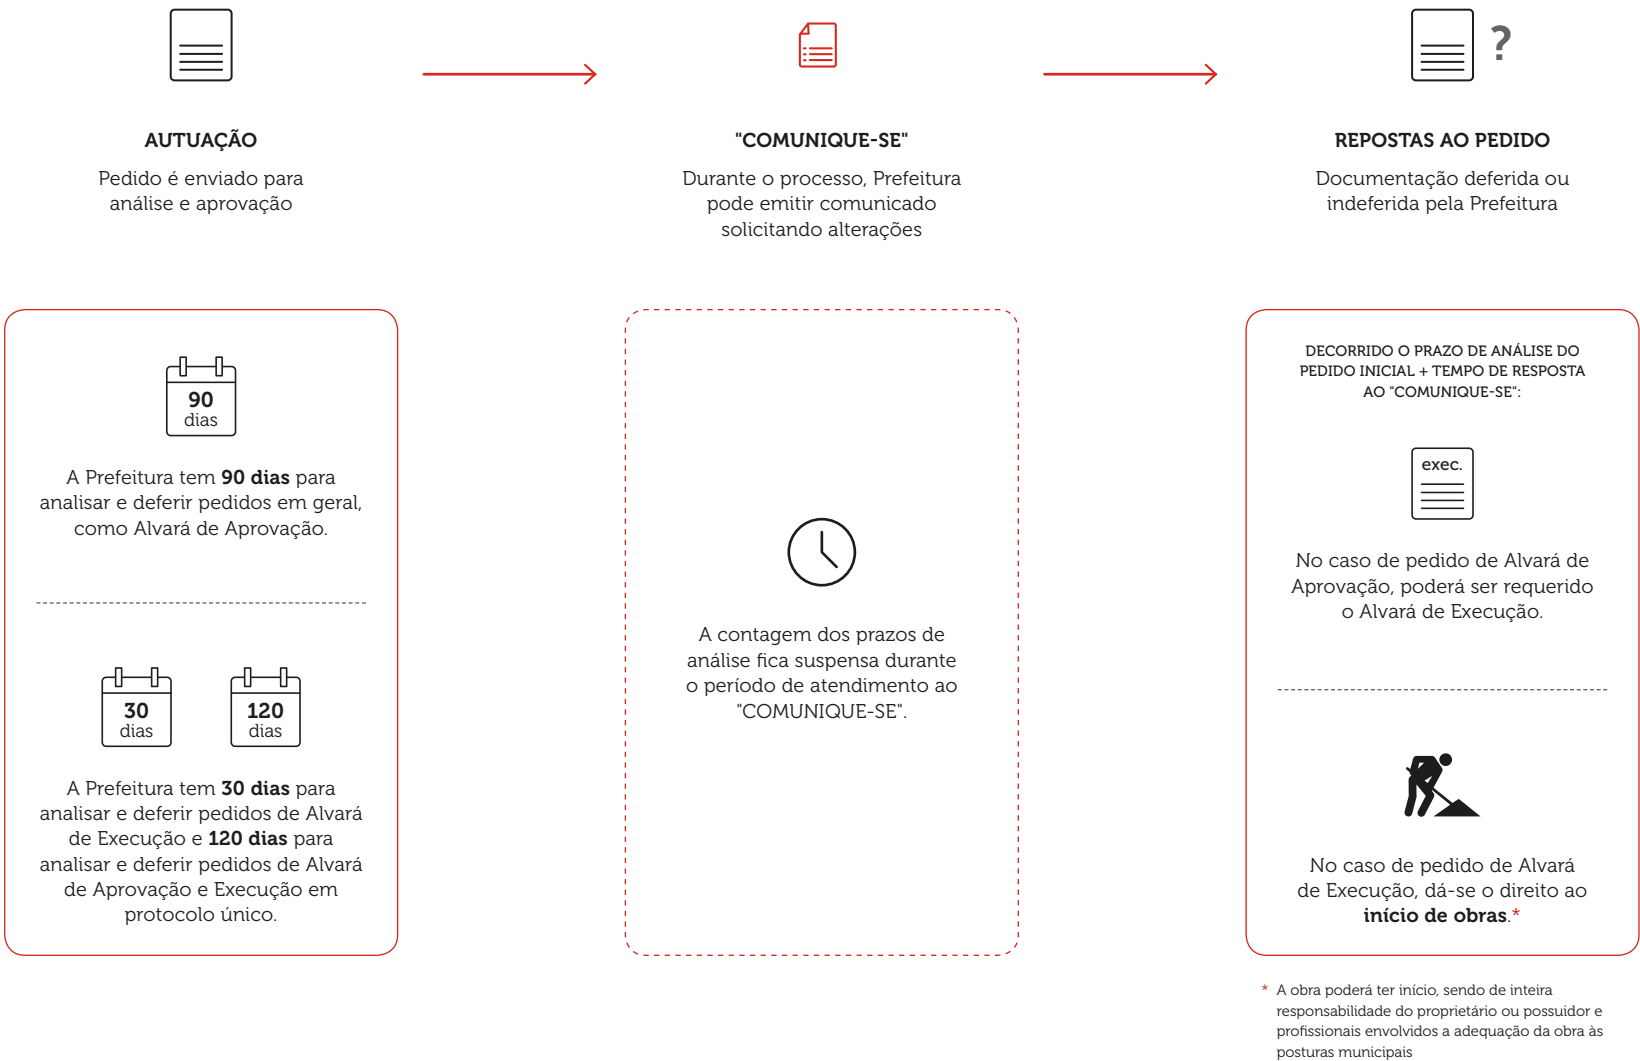 ?
AUTUAÇÃO
Pedido é enviado para
análise e aprovação
"COMUNIQUE-SE"
Durante o processo, Prefeitura
pode emitir comunicado
solicitando alterações
REPOSTAS AO PEDIDO
Documentação deferida ou
indeferida pela Prefeitura
90
dias
A Prefeitura tem 90 dias para
analisar e deferir pedidos em geral,
como Alvará de Aprovação.
30
dias
120
dias
A Prefeitura tem 30 dias para
analisar e deferir pedidos de Alvará
de Execução e 120 dias para
analisar e deferir pedidos de Alvará
de Aprovação e Execução em
protocolo único.
A contagem dos prazos de
análise fica suspensa durante
o período de atendimento ao
"COMUNIQUE-SE".
DECORRIDO O PRAZO DE ANÁLISE DO
PEDIDO INICIAL + TEMPO DE RESPOSTA
AO "COMUNIQUE-SE":
exec.
No caso de pedido de Alvará de
Aprovação, poderá ser requerido
o Alvará de Execução.
No caso de pedido de Alvará
de Execução, dá-se o direito ao
início de obras.*
* A obra poderá ter início, sendo de inteira
responsabilidade do proprietário ou possuidor e
profissionais envolvidos a adequação da obra às
posturas municipais